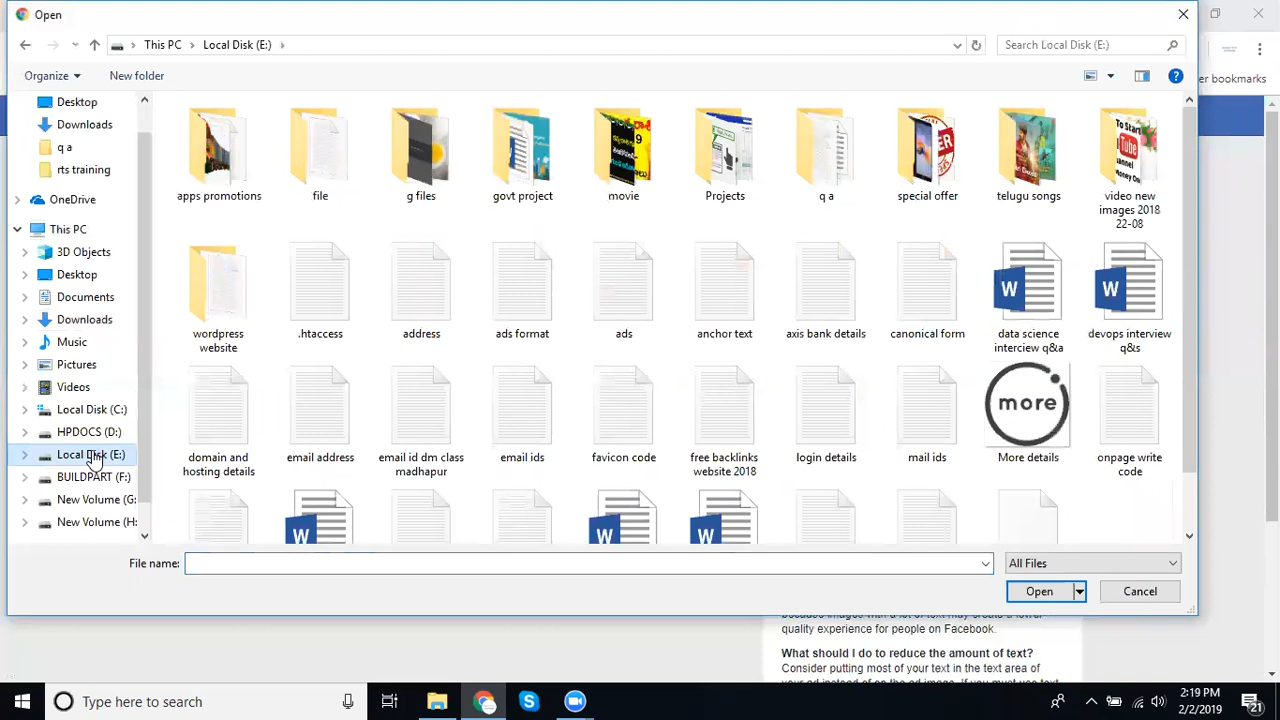 Open
This PC
Local Disk (E:)
Search Local Disk (E:)
Organize
New folder
er bookmarks
Desktop
Downloads
q a
rts training
OneDrive
This PC
3D Objects
Desktop
Documents
Downloads
Music
Pictures
Videos
Local Disk (C:)
HPDOCS (D:)
Local Disk (E:)
BUILDPART (F:)
New Volume (G:
New Volume (H:
9
To Start
YouTube
Channel
apps promotions
file
g files
govt project
movie
Projects
q a
special offer
telugu songs
video new
images 2018
22-08
wordpress
website
.htaccess
address
ads format
ads
anchor text
axis bank details
canonical form
data science
interview q&a
devops interview
q&s
more
domain and
hosting details
email address
email id dm class
madhapur
email ids
favicon code
free backlinks
website 2018
login details
mail ids
More details
onpage write
code
File name:
All Files
Open
Cancel
quality experience for people on Facebook.
What should I do to reduce the amount of text?
Consider putting most of your text in the text area
Type here to search
2:19 PM
2/2/2019
21